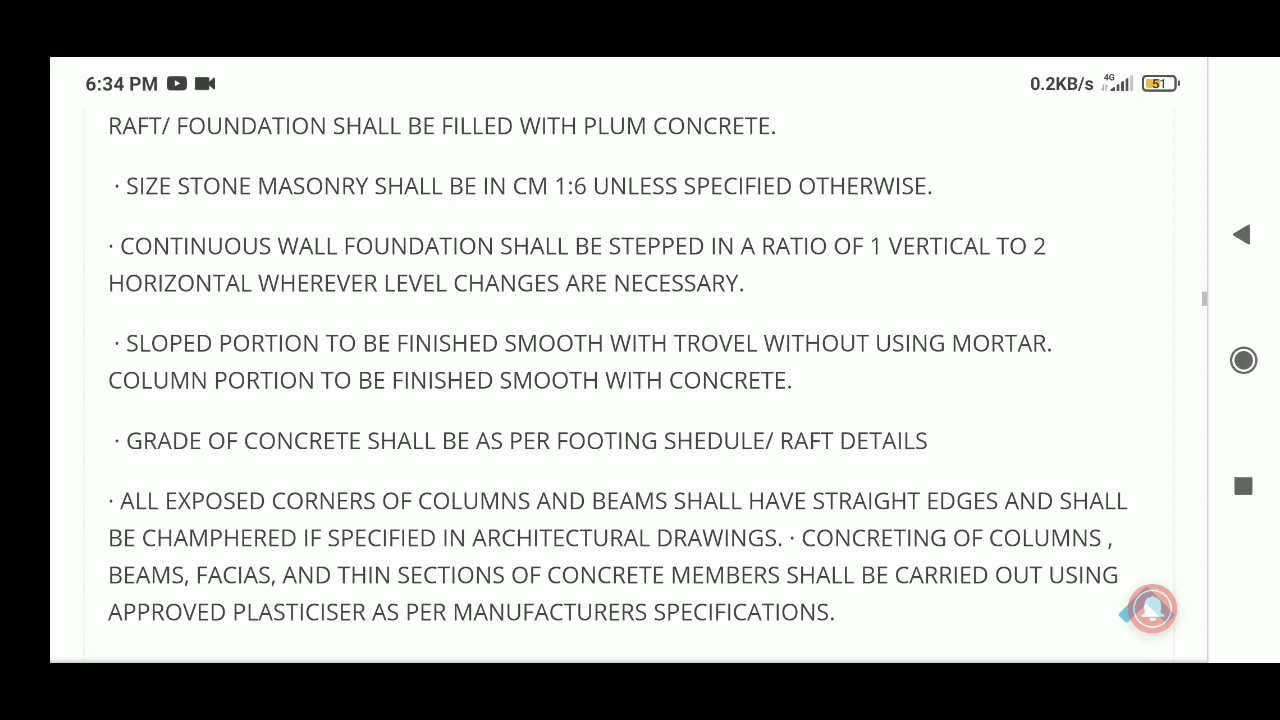 6:34 PM 0.2KB/s 4G 51
RAFT/ FOUNDATION SHALL BE FILLED WITH PLUM CONCRETE.
· SIZE STONE MASONRY SHALL BE IN CM 1:6 UNLESS SPECIFIED OTHERWISE.
· CONTINUOUS WALL FOUNDATION SHALL BE STEPPED IN A RATIO OF 1 VERTICAL TO 2
HORIZONTAL WHEREVER LEVEL CHANGES ARE NECESSARY.
· SLOPED PORTION TO BE FINISHED SMOOTH WITH TROVEL WITHOUT USING MORTAR.
COLUMN PORTION TO BE FINISHED SMOOTH WITH CONCRETE.
· GRADE OF CONCRETE SHALL BE AS PER FOOTING SHEDULE/ RAFT DETAILS
· ALL EXPOSED CORNERS OF COLUMNS AND BEAMS SHALL HAVE STRAIGHT EDGES AND SHALL
BE CHAMPHERED IF SPECIFIED IN ARCHITECTURAL DRAWINGS. · CONCRETING OF COLUMNS ,
BEAMS, FACIAS, AND THIN SECTIONS OF CONCRETE MEMBERS SHALL BE CARRIED OUT USING
APPROVED PLASTICISER AS PER MANUFACTURERS SPECIFICATIONS.